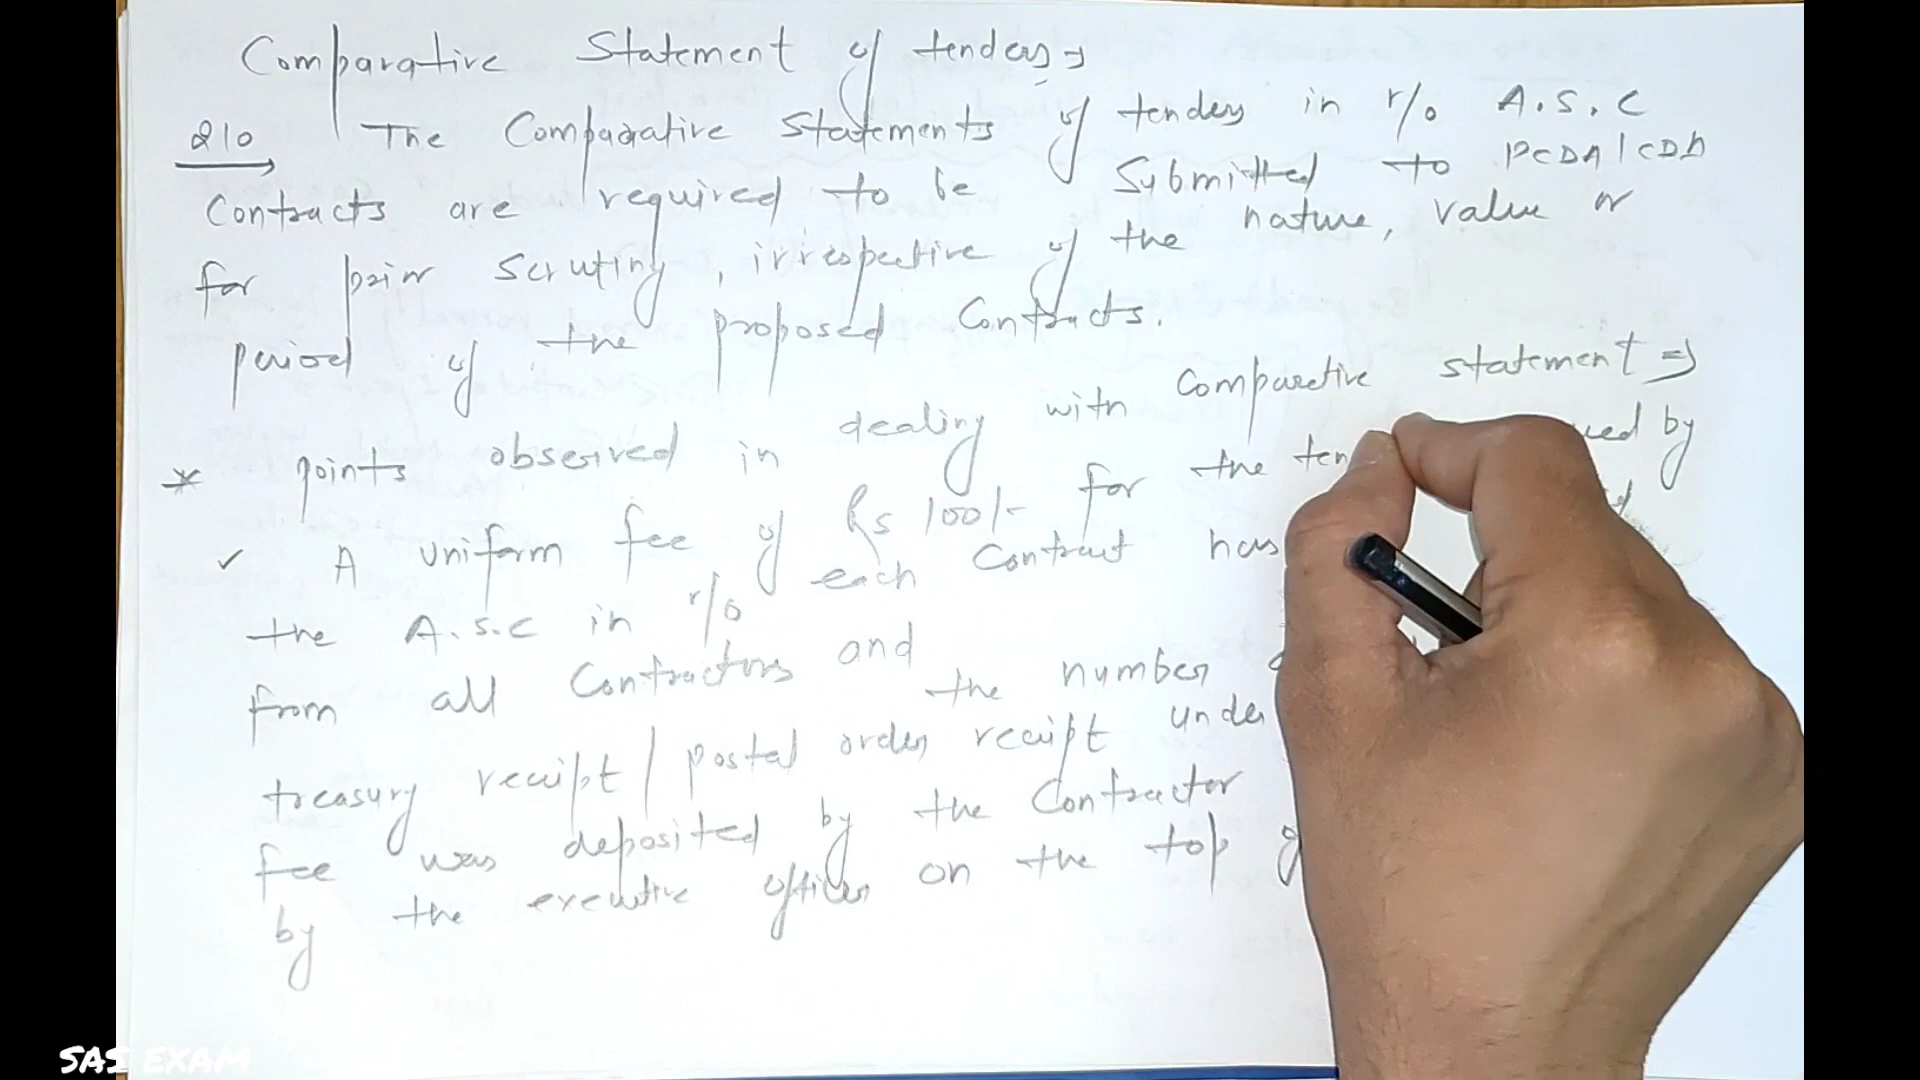 Comparative Statement of tenders →
210 The Comparative Statements of tenders in r/o A.S.C
Contracts are required to be Submitted to PCDA/CDA
for prior scrutiny, irrespective of the nature, value or
period of the proposed Contracts.
* points observed in dealing with Comparative statement ⇒
✓ A uniform fee of Rs 100/- for the by
the A.S.C in r/o each Contract has
from all Contractors and the number
treasury receipt/postal order receipt
fee was deposited by the Contractor
by the executive officer on the top
SAS EXAM